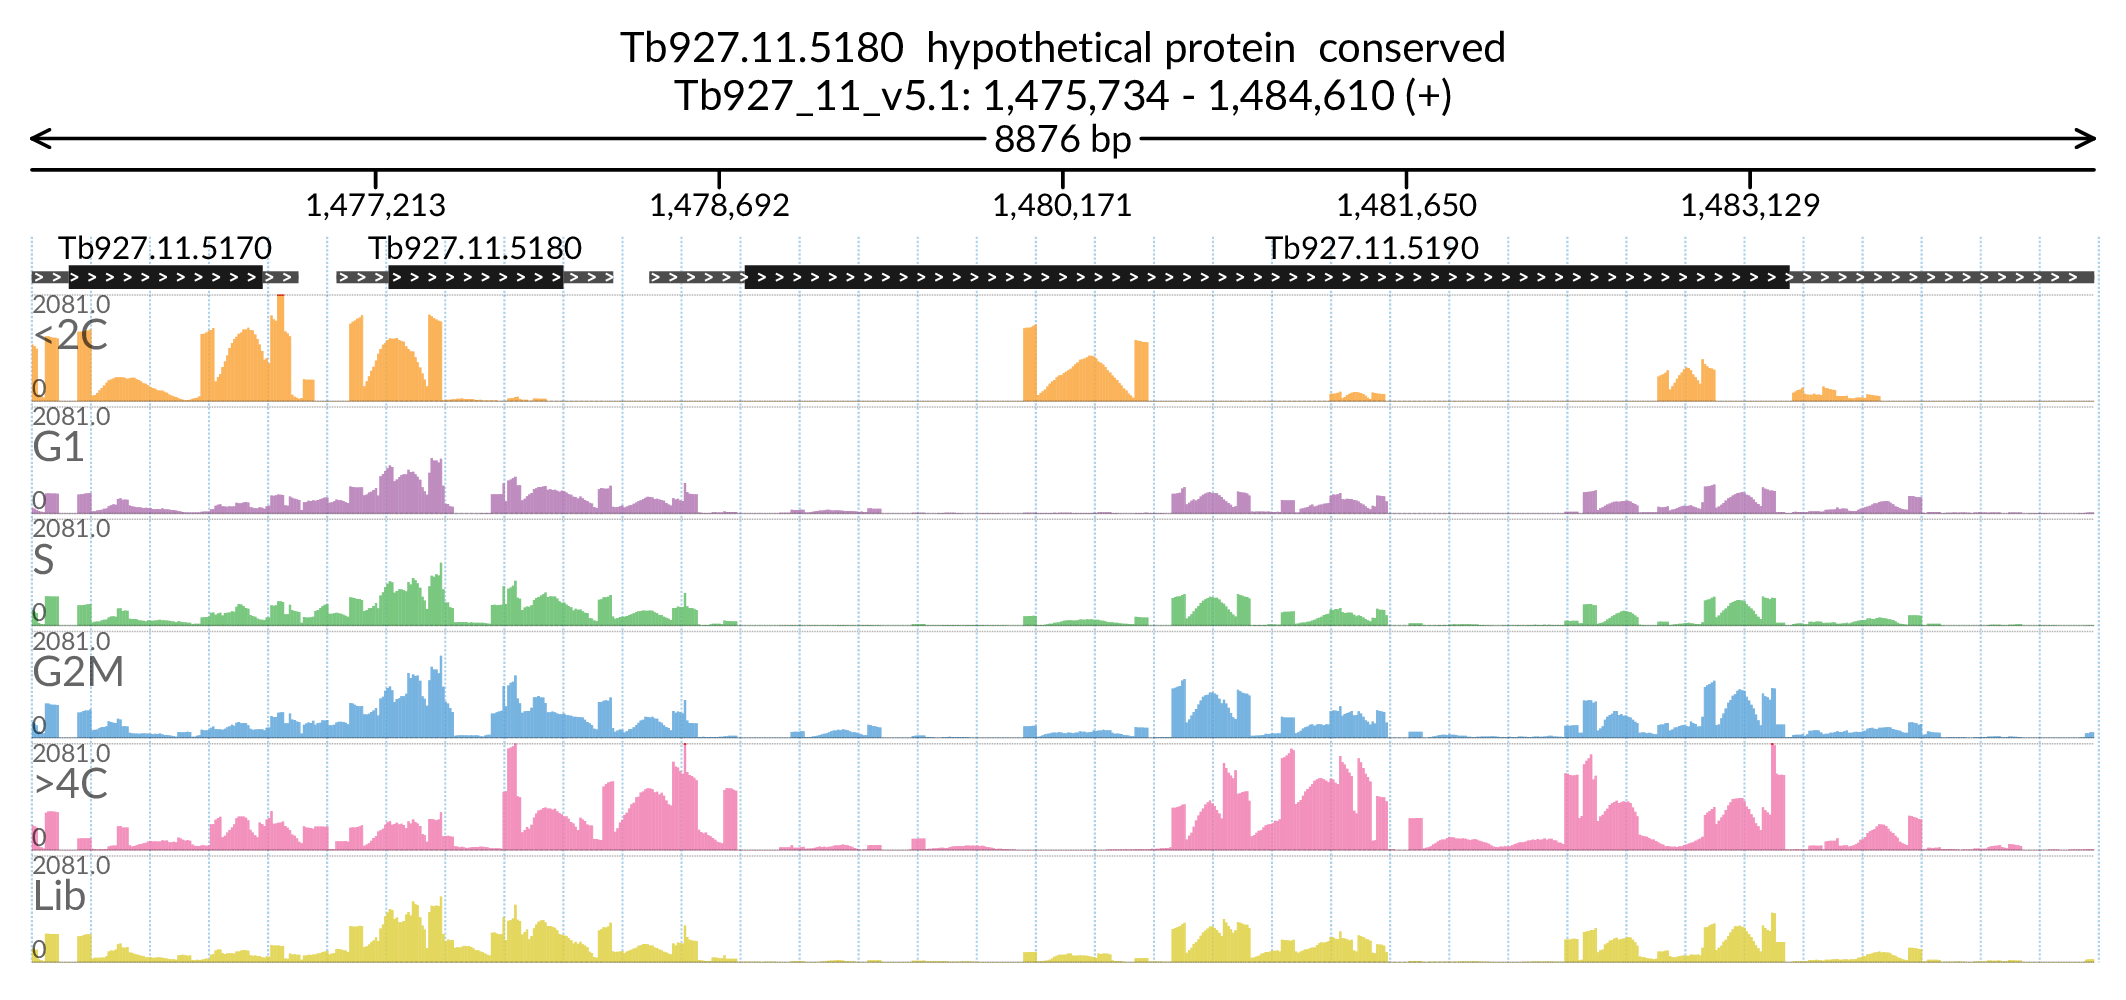 Tb927.11.5180  hypothetical protein  conserved
Tb927_11_v5.1: 1,475,734 - 1,484,610 (+)
8876 bp
1,477,213 1,478,692 1,480,171 1,481,650 1,483,129
Tb927.11.5170 Tb927.11.5180 Tb927.11.5190
2081.0
<2C
0
2081.0
G1
0
2081.0
S
0
2081.0
G2M
0
2081.0
>4C
0
2081.0
Lib
0